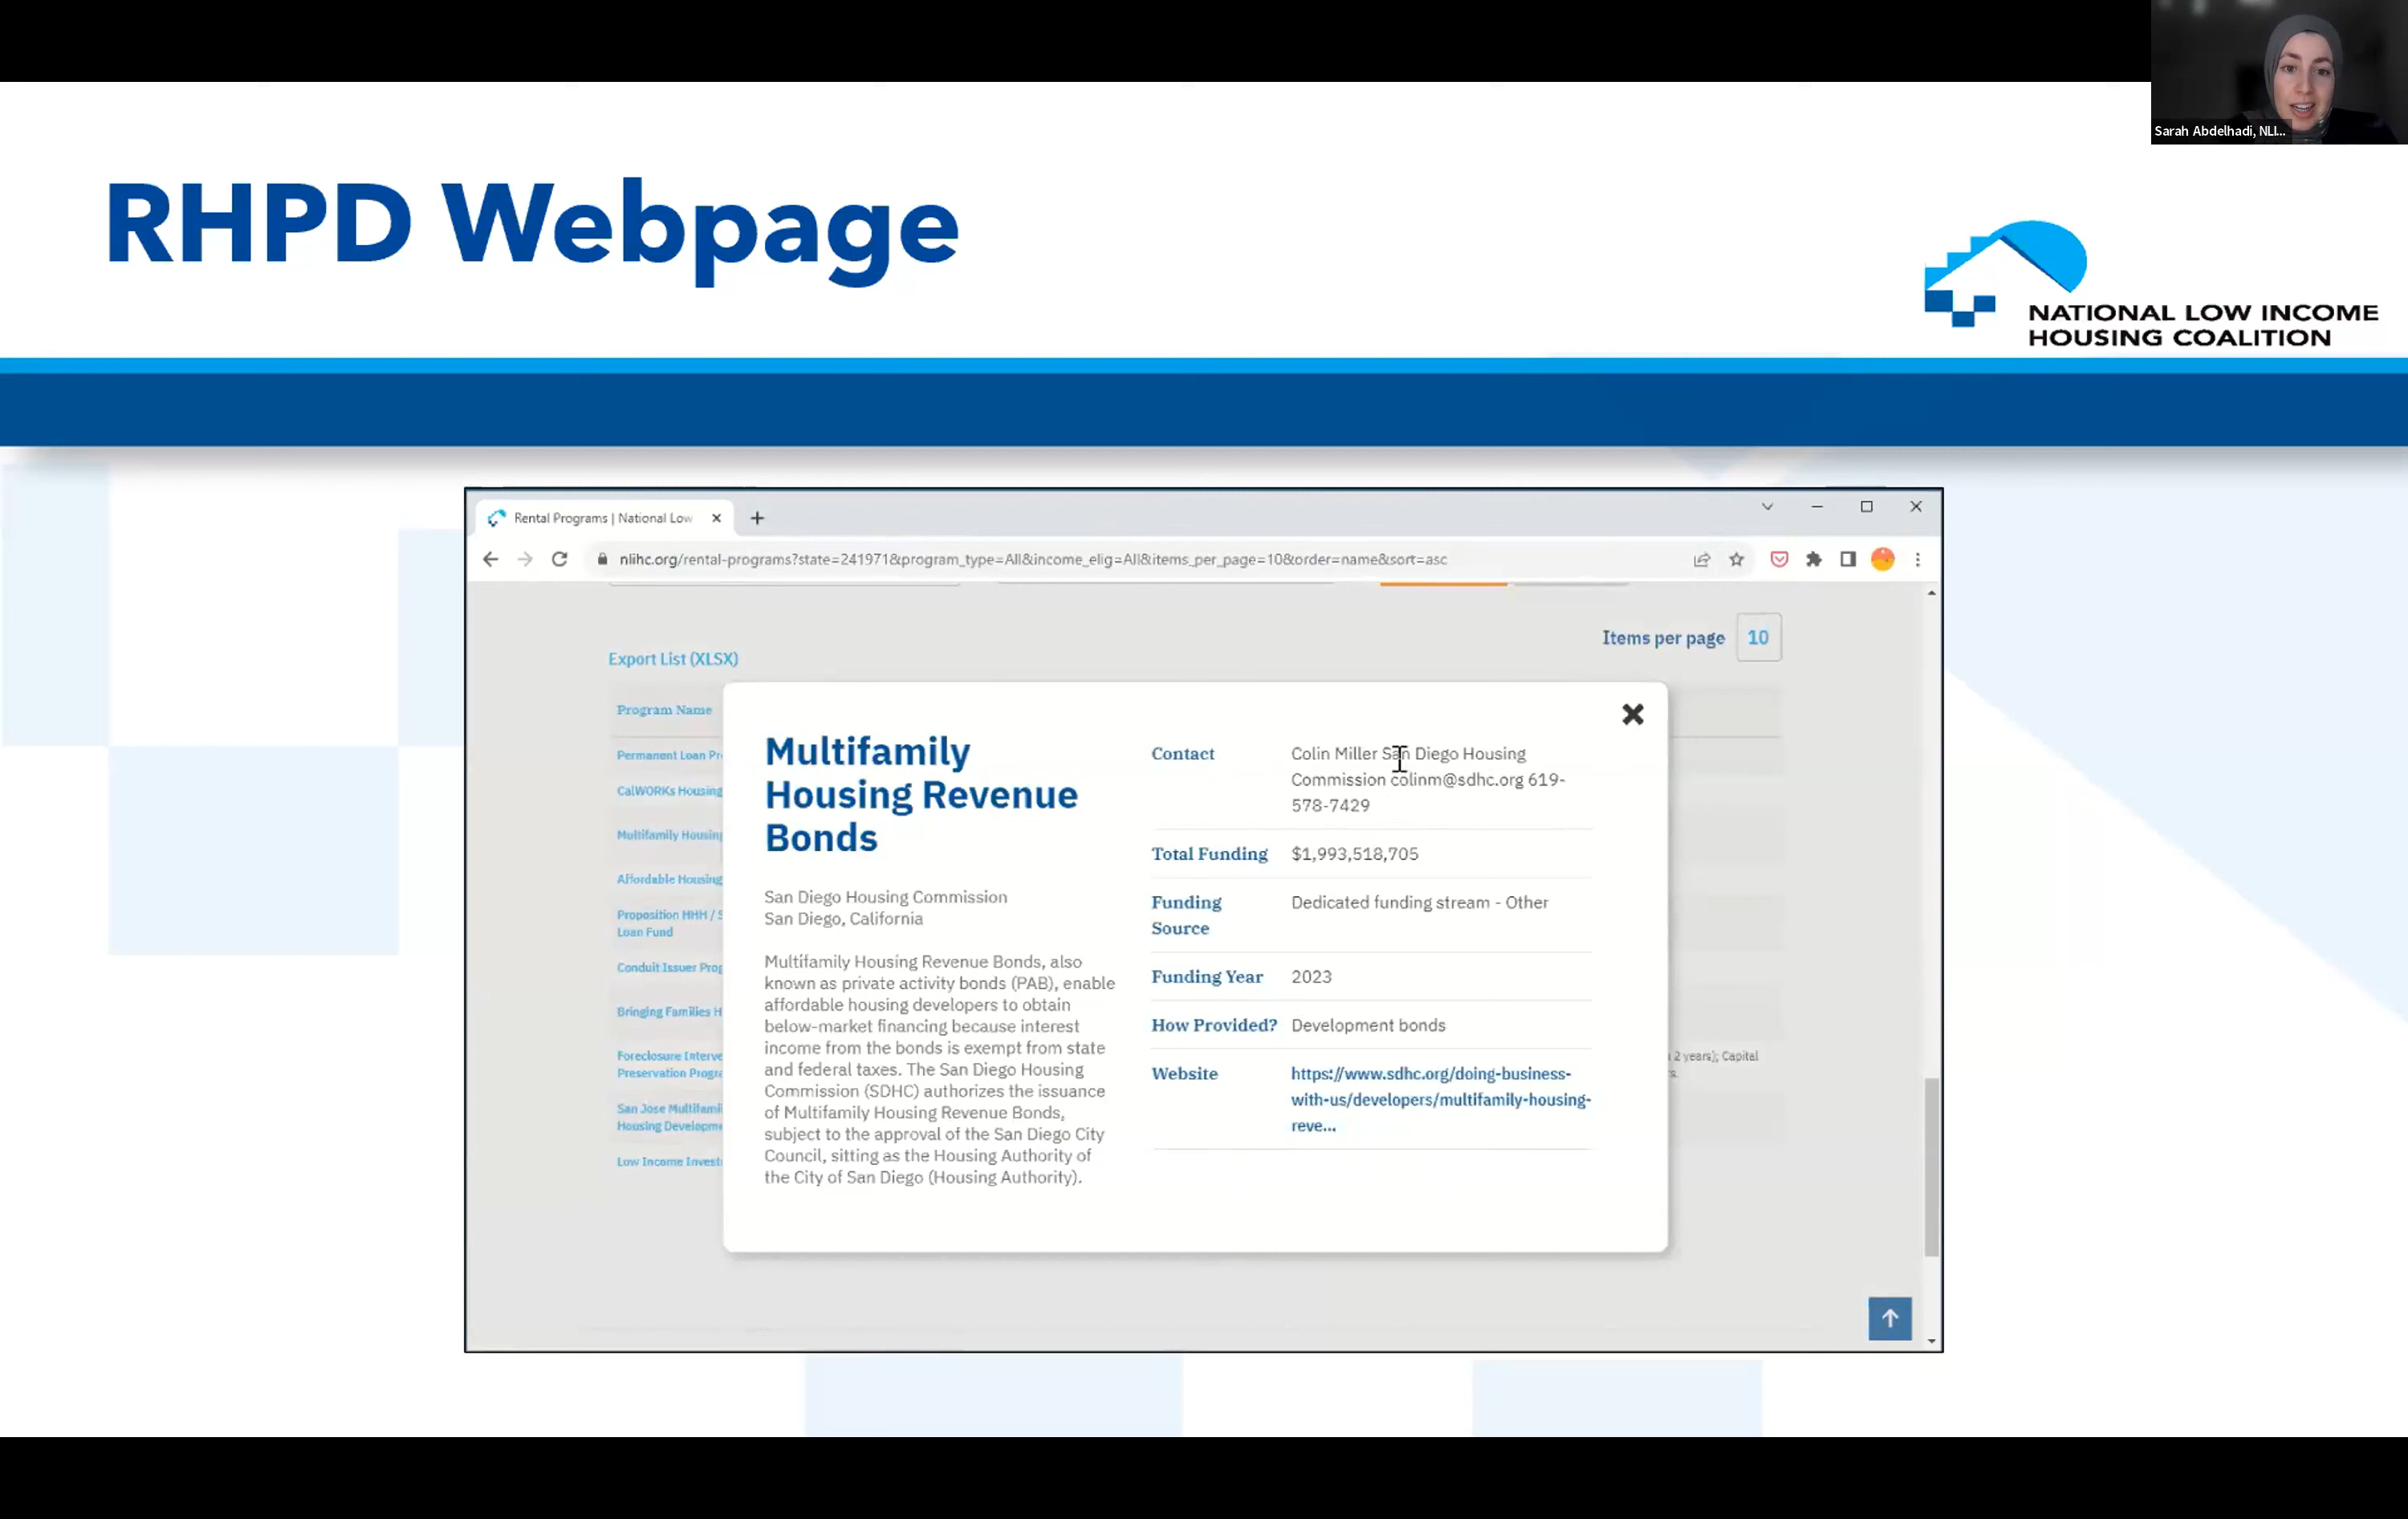 Sarah Abdelhadi, NLI...
RHPD Webpage
NATIONAL LOW INCOME
HOUSING COALITION
Rental Programs | National Low
nlihc.org/rental-programs?state=241971&program_type=All&income_elig=All&items_per_page=10&order=name&sort=asc
Items per page 10
Export List (XLSX)
Program Name
Permanent Loan Pr
CalWORKs Housing
Multifamily Housing
Affordable Housing
Proposition HHH / S
Loan Fund
Conduit Issuer Prog
Bringing Families H
Foreclosure Interve
Preservation Progra
San Jose Multifamil
Housing Developme
Low Income Invest
Multifamily
Housing Revenue
Bonds
San Diego Housing Commission
San Diego, California
Multifamily Housing Revenue Bonds, also
known as private activity bonds (PAB), enable
affordable housing developers to obtain
below-market financing because interest
income from the bonds is exempt from state
and federal taxes. The San Diego Housing
Commission (SDHC) authorizes the issuance
of Multifamily Housing Revenue Bonds,
subject to the approval of the San Diego City
Council, sitting as the Housing Authority of
the City of San Diego (Housing Authority).
Contact Colin Miller San Diego Housing
Commission colinm@sdhc.org 619-
578-7429
Total Funding $1,993,518,705
Funding Dedicated funding stream - Other
Source
Funding Year 2023
How Provided? Development bonds
Website https://www.sdhc.org/doing-business-
with-us/developers/multifamily-housing-
reve...
2 years); Capital